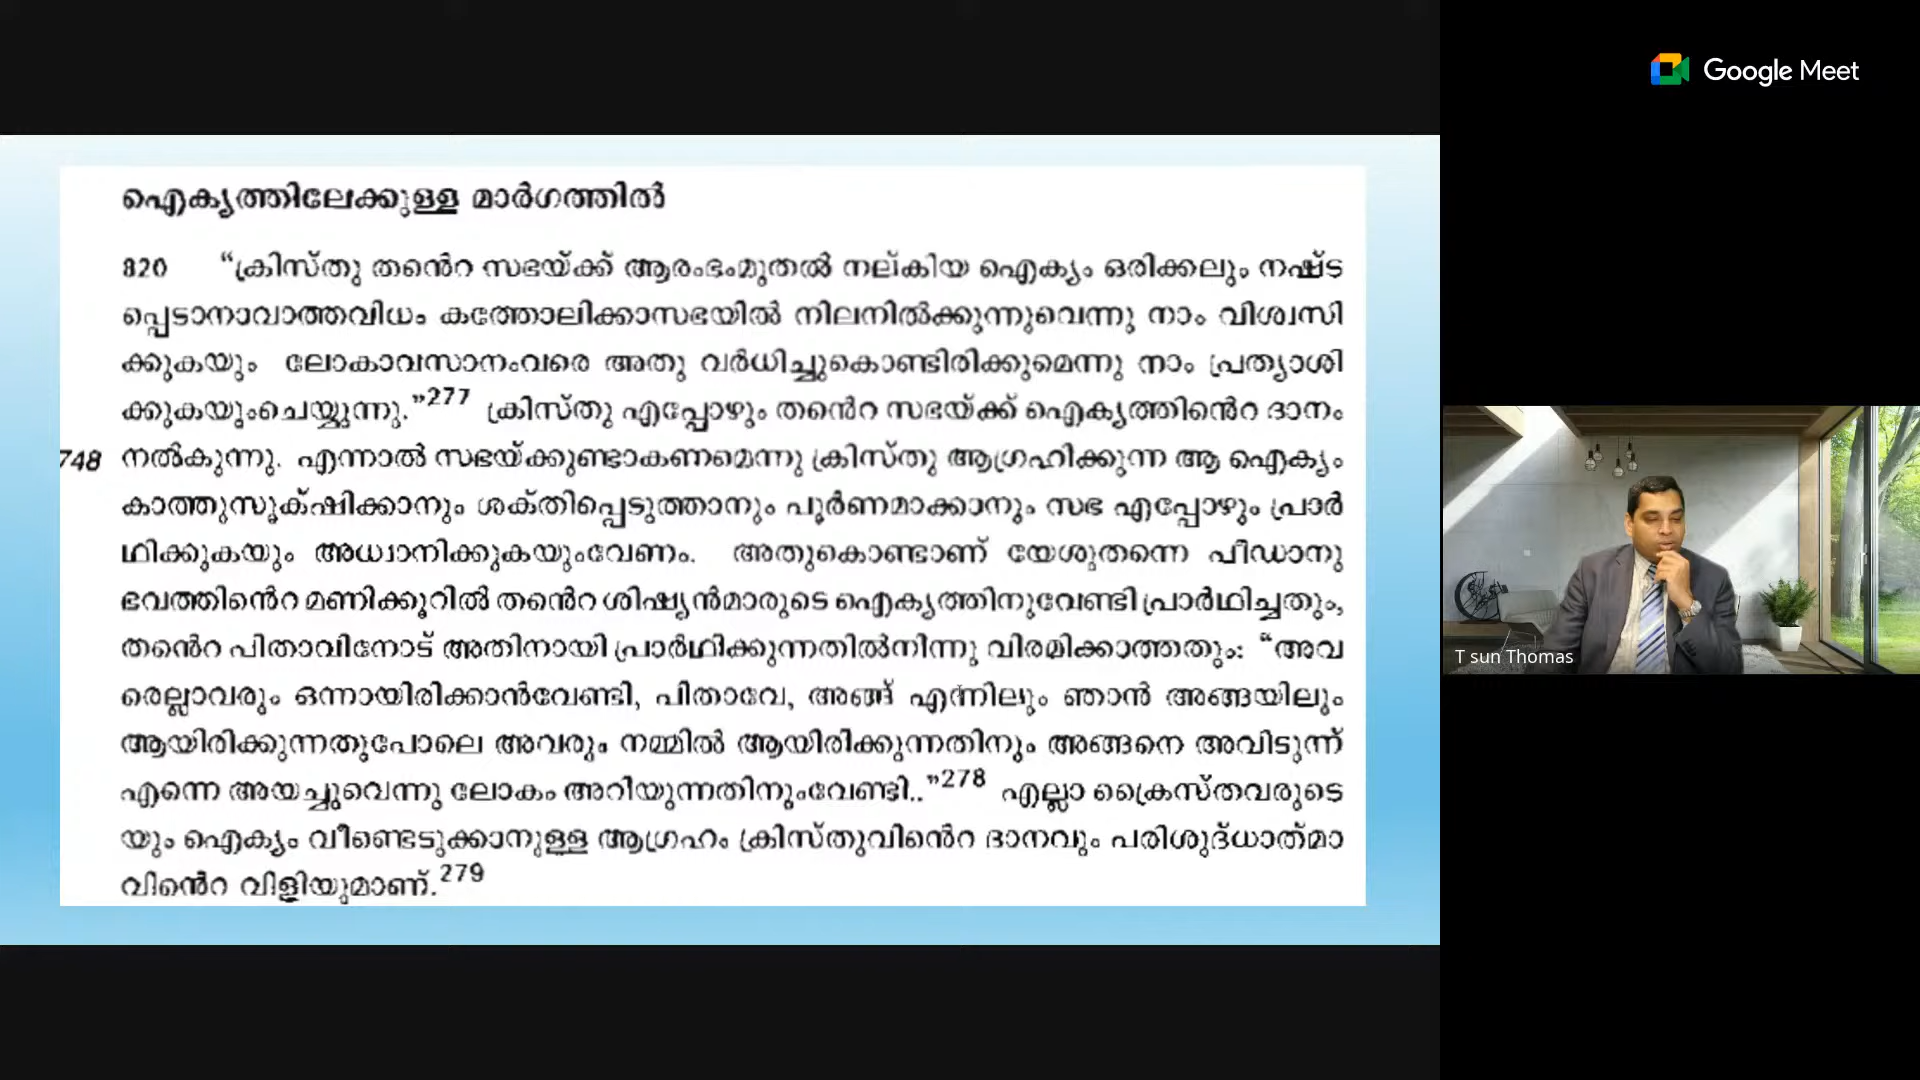 ഐക്യത്തിലേക്കുള്ള മാർഗത്തിൽ
820 “ക്രിസ്തു തൻെറ സഭയ്ക്ക് ആരംഭംമുതൽ നല്കിയ ഐക്യം ഒരിക്കലും നഷ്ട
പ്പെടാനാവാത്തവിധം കത്തോലിക്കാസഭയിൽ നിലനിൽക്കുന്നുവെന്നു നാം വിശ്വസി
ക്കുകയും ലോകാവസാനംവരെ അതു വർധിച്ചുകൊണ്ടിരിക്കുമെന്നു നാം പ്രത്യാശി
ക്കുകയുംചെയ്യുന്നു.”277 ക്രിസ്തു എപ്പോഴും തൻെറ സഭയ്ക്ക് ഐക്യത്തിൻെറ ദാനം
748 നൽകുന്നു. എന്നാൽ സഭയ്ക്കുണ്ടാകണമെന്നു ക്രിസ്തു ആഗ്രഹിക്കുന്ന ആ ഐക്യം
കാത്തുസൂക്ഷിക്കാനും ശക്തിപ്പെടുത്താനും പൂർണമാക്കാനും സഭ എപ്പോഴും പ്രാർ
ഥിക്കുകയും അധ്വാനിക്കുകയുംവേണം. അതുകൊണ്ടാണ് യേശുതന്നെ പീഡാനു
ഭവത്തിൻെറ മണിക്കൂറിൽ തൻെറ ശിഷ്യൻമാരുടെ ഐക്യത്തിനുവേണ്ടി പ്രാർഥിച്ചതും,
തൻെറ പിതാവിനോട് അതിനായി പ്രാർഥിക്കുന്നതിൽനിന്നു വിരമിക്കാത്തതും: “അവ
രെല്ലാവരും ഒന്നായിരിക്കാൻവേണ്ടി, പിതാവേ, അങ്ങ് എന്നിലും ഞാൻ അങ്ങയിലും
ആയിരിക്കുന്നതുപോലെ അവരും നമ്മിൽ ആയിരിക്കുന്നതിനും അങ്ങനെ അവിടുന്ന്
എന്നെ അയച്ചുവെന്നു ലോകം അറിയുന്നതിനുംവേണ്ടി..”278 എല്ലാ ക്രൈസ്തവരുടെ
യും ഐക്യം വീണ്ടെടുക്കാനുള്ള ആഗ്രഹം ക്രിസ്തുവിൻെറ ദാനവും പരിശുദ്ധാത്മാ
വിൻെറ വിളിയുമാണ്.279
Google Meet
T sun Thomas